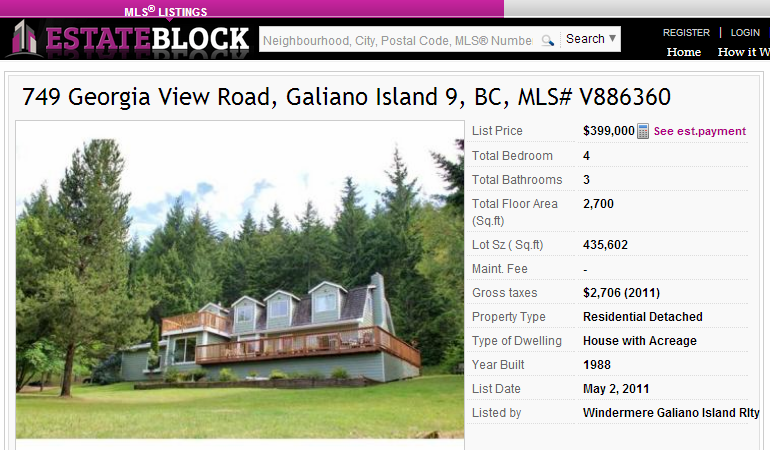 MLS® LISTINGS
ESTATEBLOCK
Neighbourhood, City, Postal Code, MLS® Numbe
Search
REGISTER | LOGIN
Home How it W
749 Georgia View Road, Galiano Island 9, BC, MLS# V886360
List Price $399,000 See est.payment
Total Bedroom 4
Total Bathrooms 3
Total Floor Area 2,700
(Sq.ft)
Lot Sz ( Sq.ft) 435,602
Maint. Fee -
Gross taxes $2,706 (2011)
Property Type Residential Detached
Type of Dwelling House with Acreage
Year Built 1988
List Date May 2, 2011
Listed by Windermere Galiano Island Rlty